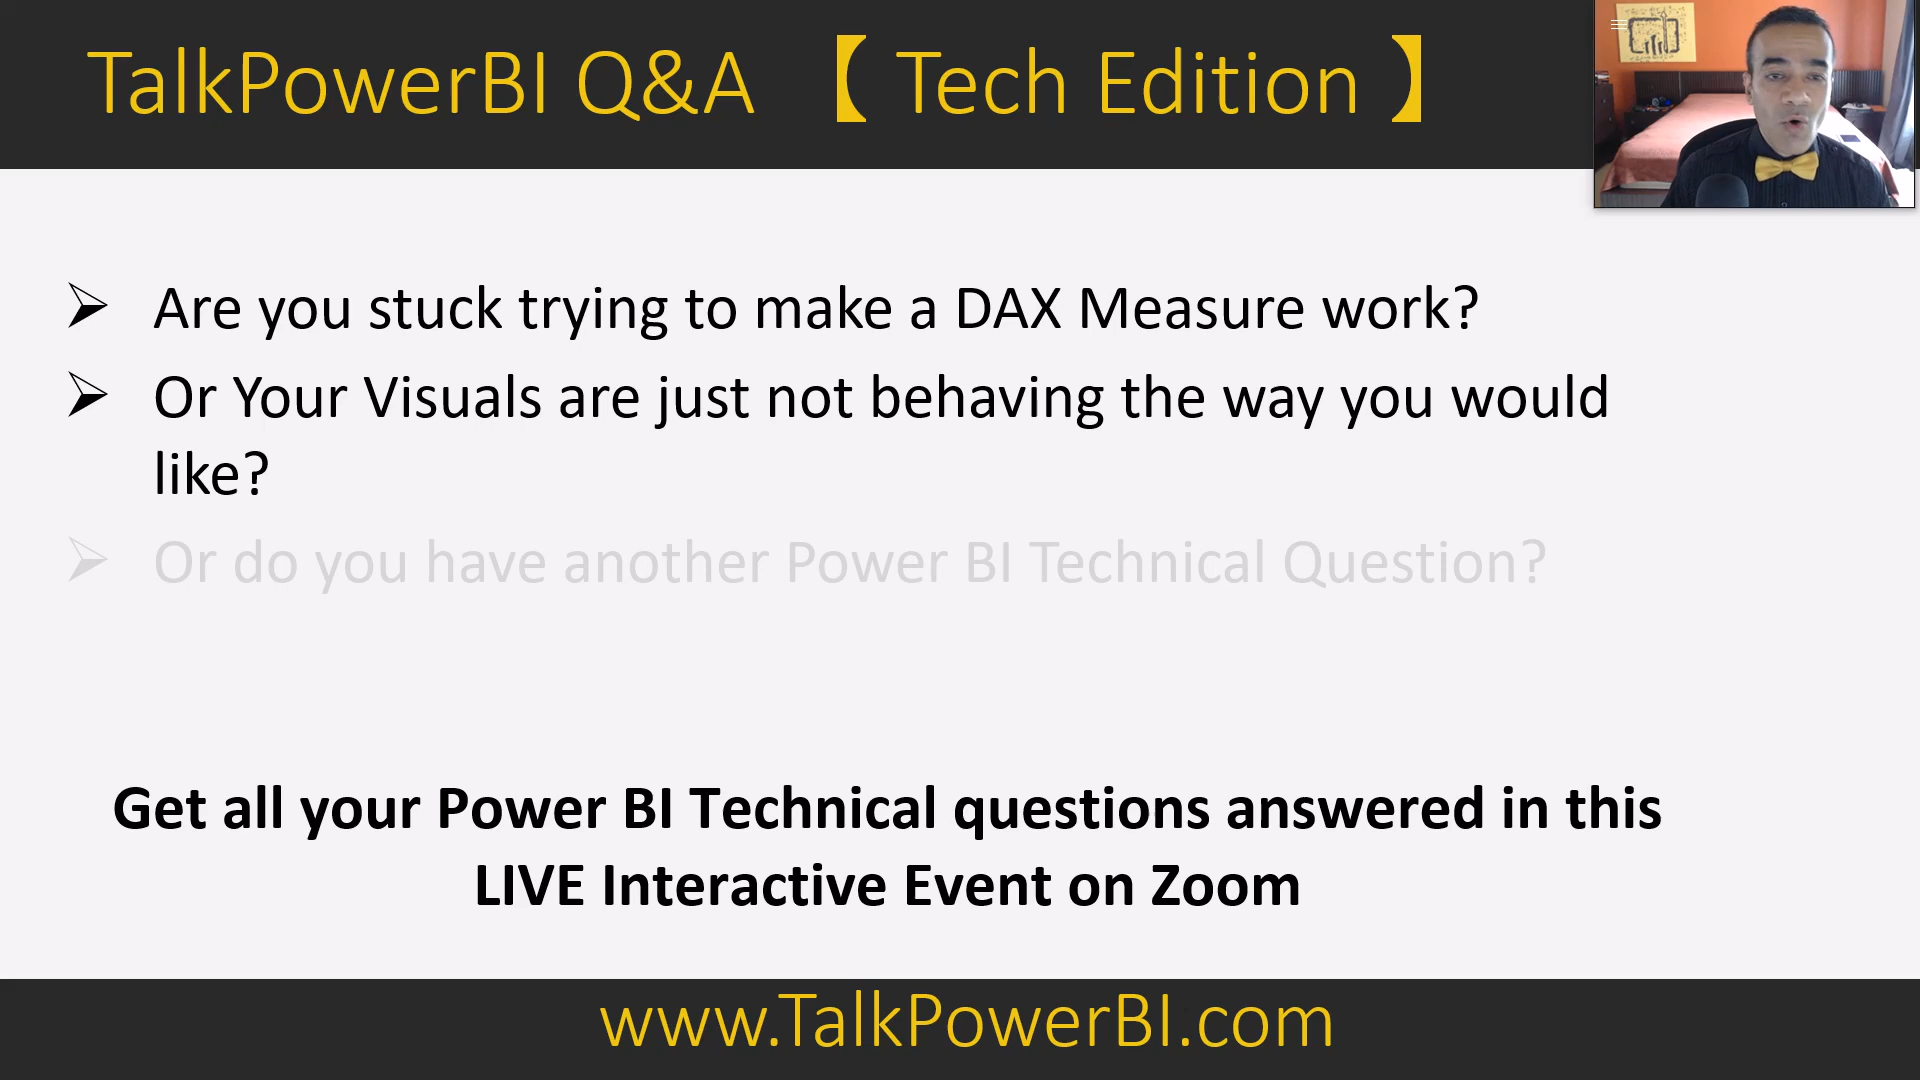 TalkPowerBI Q&A 【 Tech Edition 】
➢ Are you stuck trying to make a DAX Measure work?
➢ Or Your Visuals are just not behaving the way you would
like?
➢ Or do you have another Power BI Technical Question?
Get all your Power BI Technical questions answered in this
LIVE Interactive Event on Zoom
www.TalkPowerBI.com